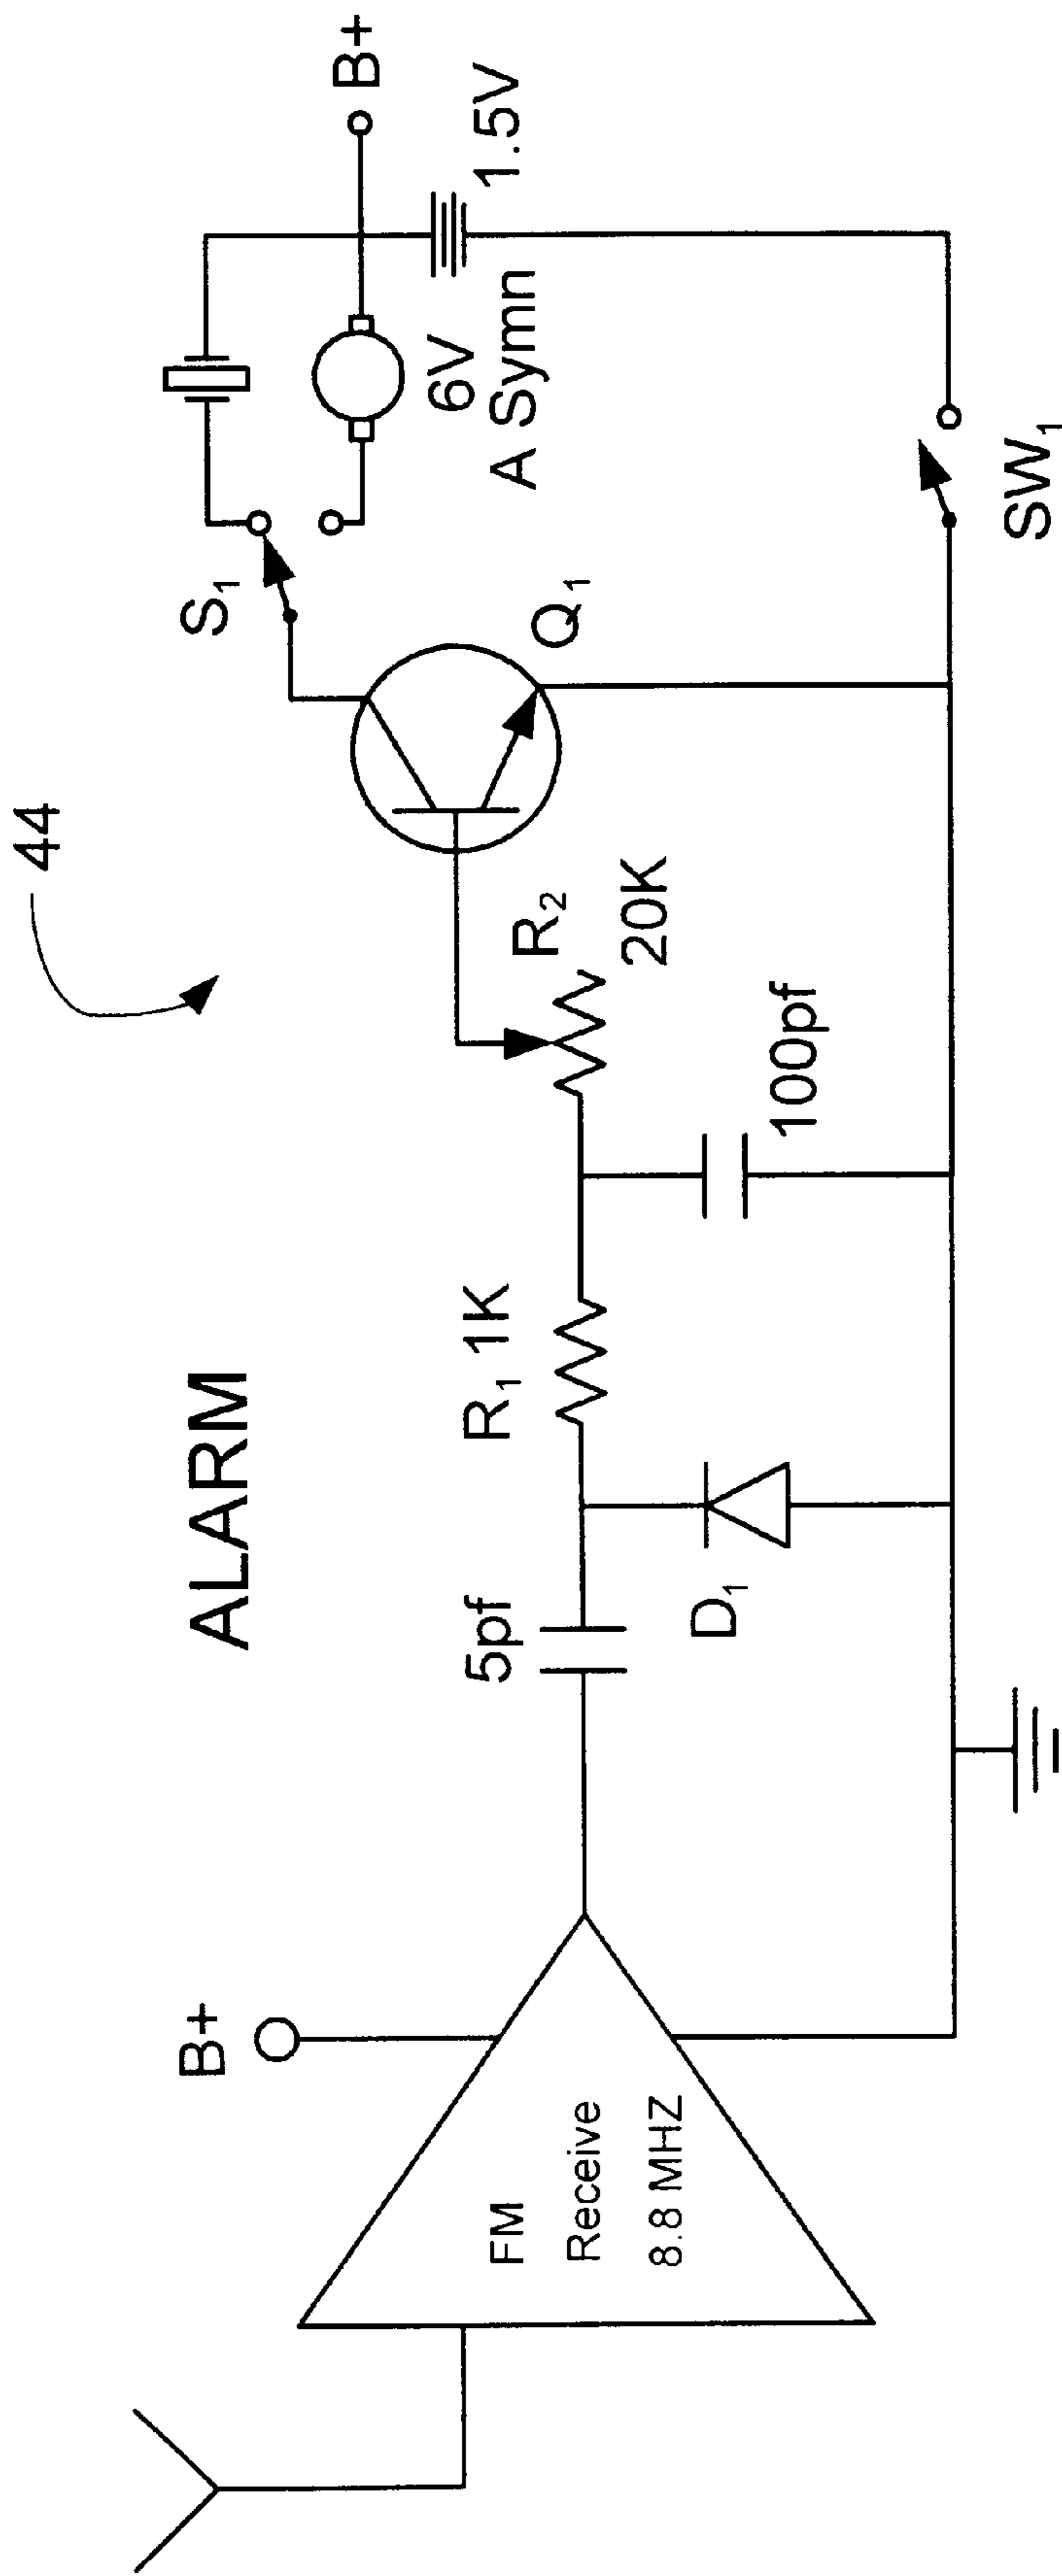 44
ALARM
B+
FM
Receive
8.8 MHZ
5pf
D₁
R₁ 1K
100pf
R₂
20K
Q₁
S₁
6V
A Symn
1.5V
B+
SW₁